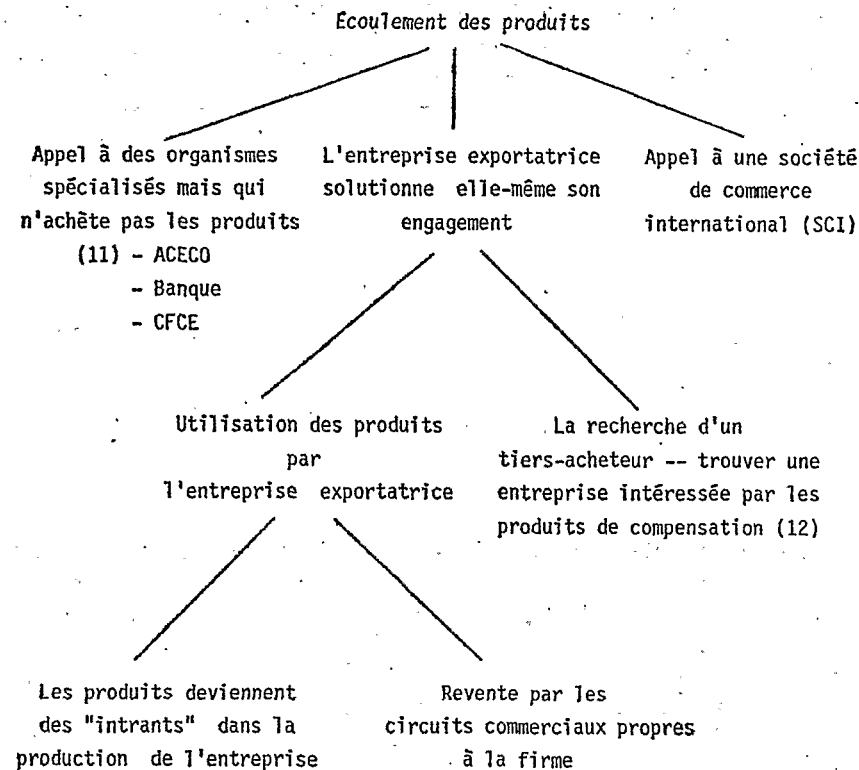 Écoulement des produits
Appel à des organismes
spécialisés mais qui
n'achète pas les produits
(11) - ACECO
- Banque
- CFCE
L'entreprise exportatrice
solutionne elle-même son
engagement
Appel à une société
de commerce
international (SCI)
Utilisation des produits
par
l'entreprise exportatrice
La recherche d'un
tiers-acheteur -- trouver une
entreprise intéressée par les
produits de compensation (12)
Les produits deviennent
des "intrants" dans la
production de l'entreprise
Revente par les
circuits commerciaux propres
à la firme